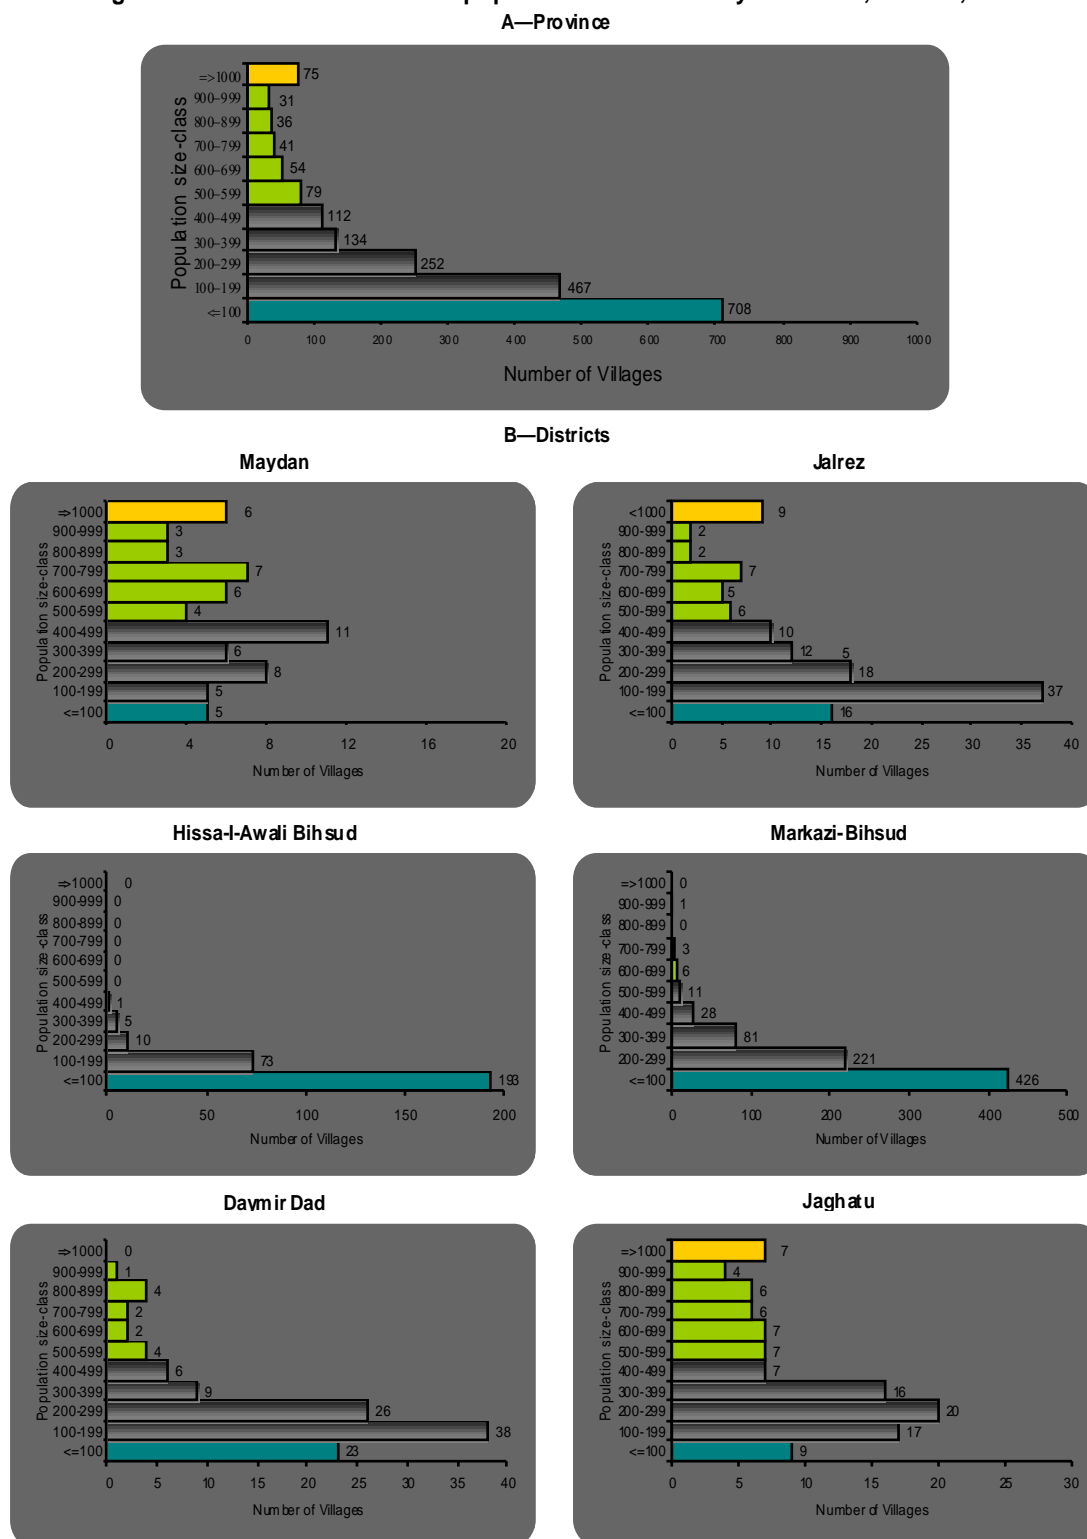 A—Province
Population size-class
=>1000 75
900-999 31
800-899 36
700-799 41
600-699 54
500-599 79
400-499 112
300-399 134
200-299 252
100-199 467
<=100 708
0 100 200 300 400 500 600 700 800 900 1000
Number of Villages
B—Districts
Maydan
Population size-class
=>1000 6
900-999 3
800-899 3
700-799 7
600-699 6
500-599 4
400-499 11
300-399 6
200-299 8
100-199 5
<=100 5
0 4 8 12 16 20
Number of Villages
Jalrez
Population size-class
<1000 9
900-999 2
800-899 2
700-799 7
600-699 5
500-599 6
400-499 10
300-399 12 5
200-299 18
100-199 37
<=100 16
0 5 10 15 20 25 30 35 40
Number of Villages
Hissa-I-Awali Bihsud
Population size-class
=>1000 0
900-999 0
800-899 0
700-799 0
600-699 0
500-599 0
400-499 1
300-399 5
200-299 10
100-199 73
<=100 193
0 50 100 150 200
Number of Villages
Markazi-Bihsud
Population size-class
=>1000 0
900-999 1
800-899 0
700-799 3
600-699 6
500-599 11
400-499 28
300-399 81
200-299 221
<=100 426
0 100 200 300 400 500
Number of Villages
Daymir Dad
Population size-class
=>1000 0
900-999 1
800-899 4
700-799 2
600-699 2
500-599 4
400-499 6
300-399 9
200-299 26
100-199 38
<=100 23
0 5 10 15 20 25 30 35 40
Number of Villages
Jaghatu
Population size-class
=>1000 7
900-999 4
800-899 6
700-799 6
600-699 7
500-599 7
400-499 7
300-399 16
200-299 20
100-199 17
<=100 9
0 5 10 15 20 25 30
Number of Villages